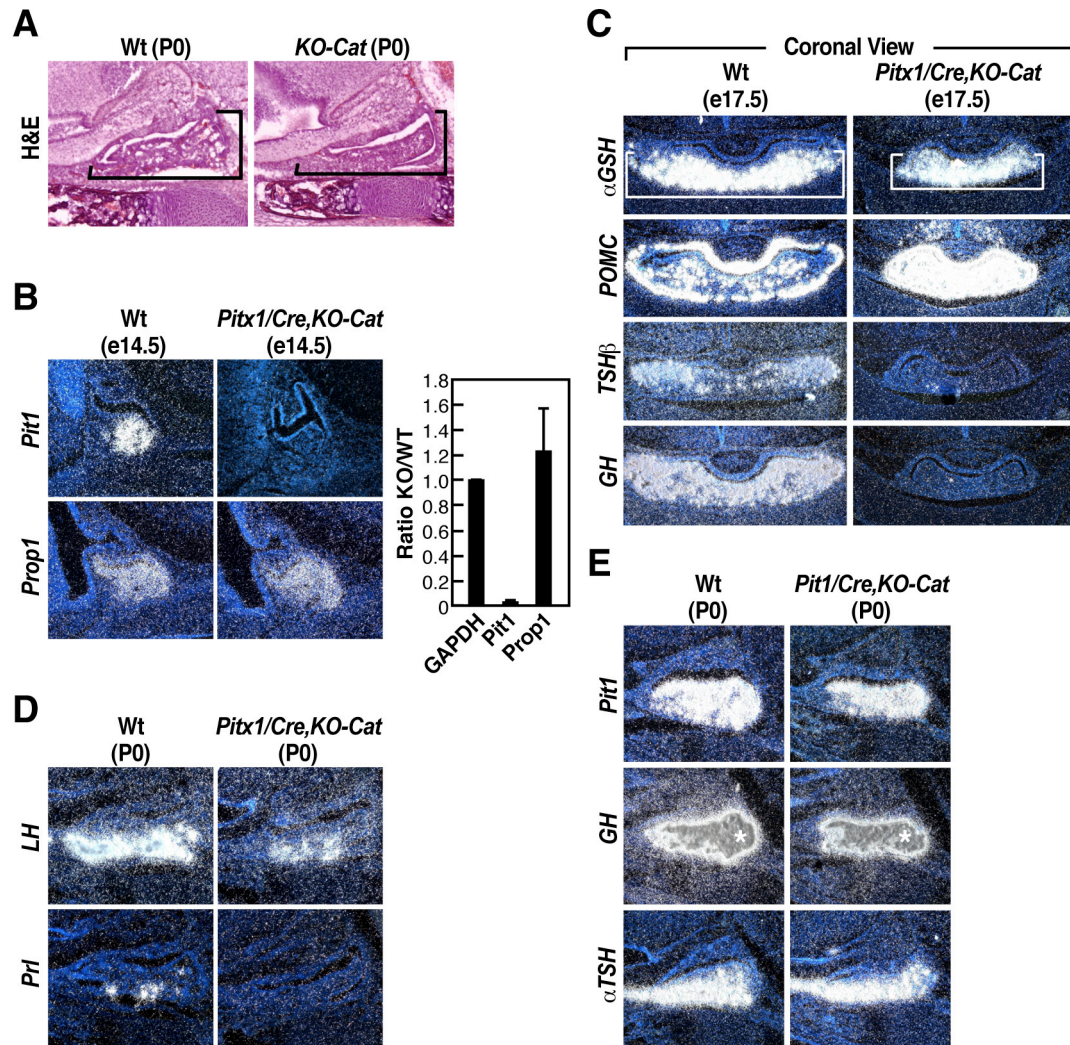 A
Wt (P0)
KO-Cat (P0)
H&E
B
Wt
(e14.5)
Pitx1/Cre,KO-Cat
(e14.5)
Pit1
Prop1
Ratio KO/WT
1.8
1.6
1.4
1.2
1.0
0.8
0.6
0.4
0.2
0
GAPDH
Pit1
Prop1
C
Coronal View
Wt
(e17.5)
Pitx1/Cre,KO-Cat
(e17.5)
αGSH
POMC
TSHβ
GH
D
Wt
(P0)
Pitx1/Cre,KO-Cat
(P0)
LH
Prl
E
Wt
(P0)
Pit1/Cre,KO-Cat
(P0)
Pit1
GH
*
*
αTSH